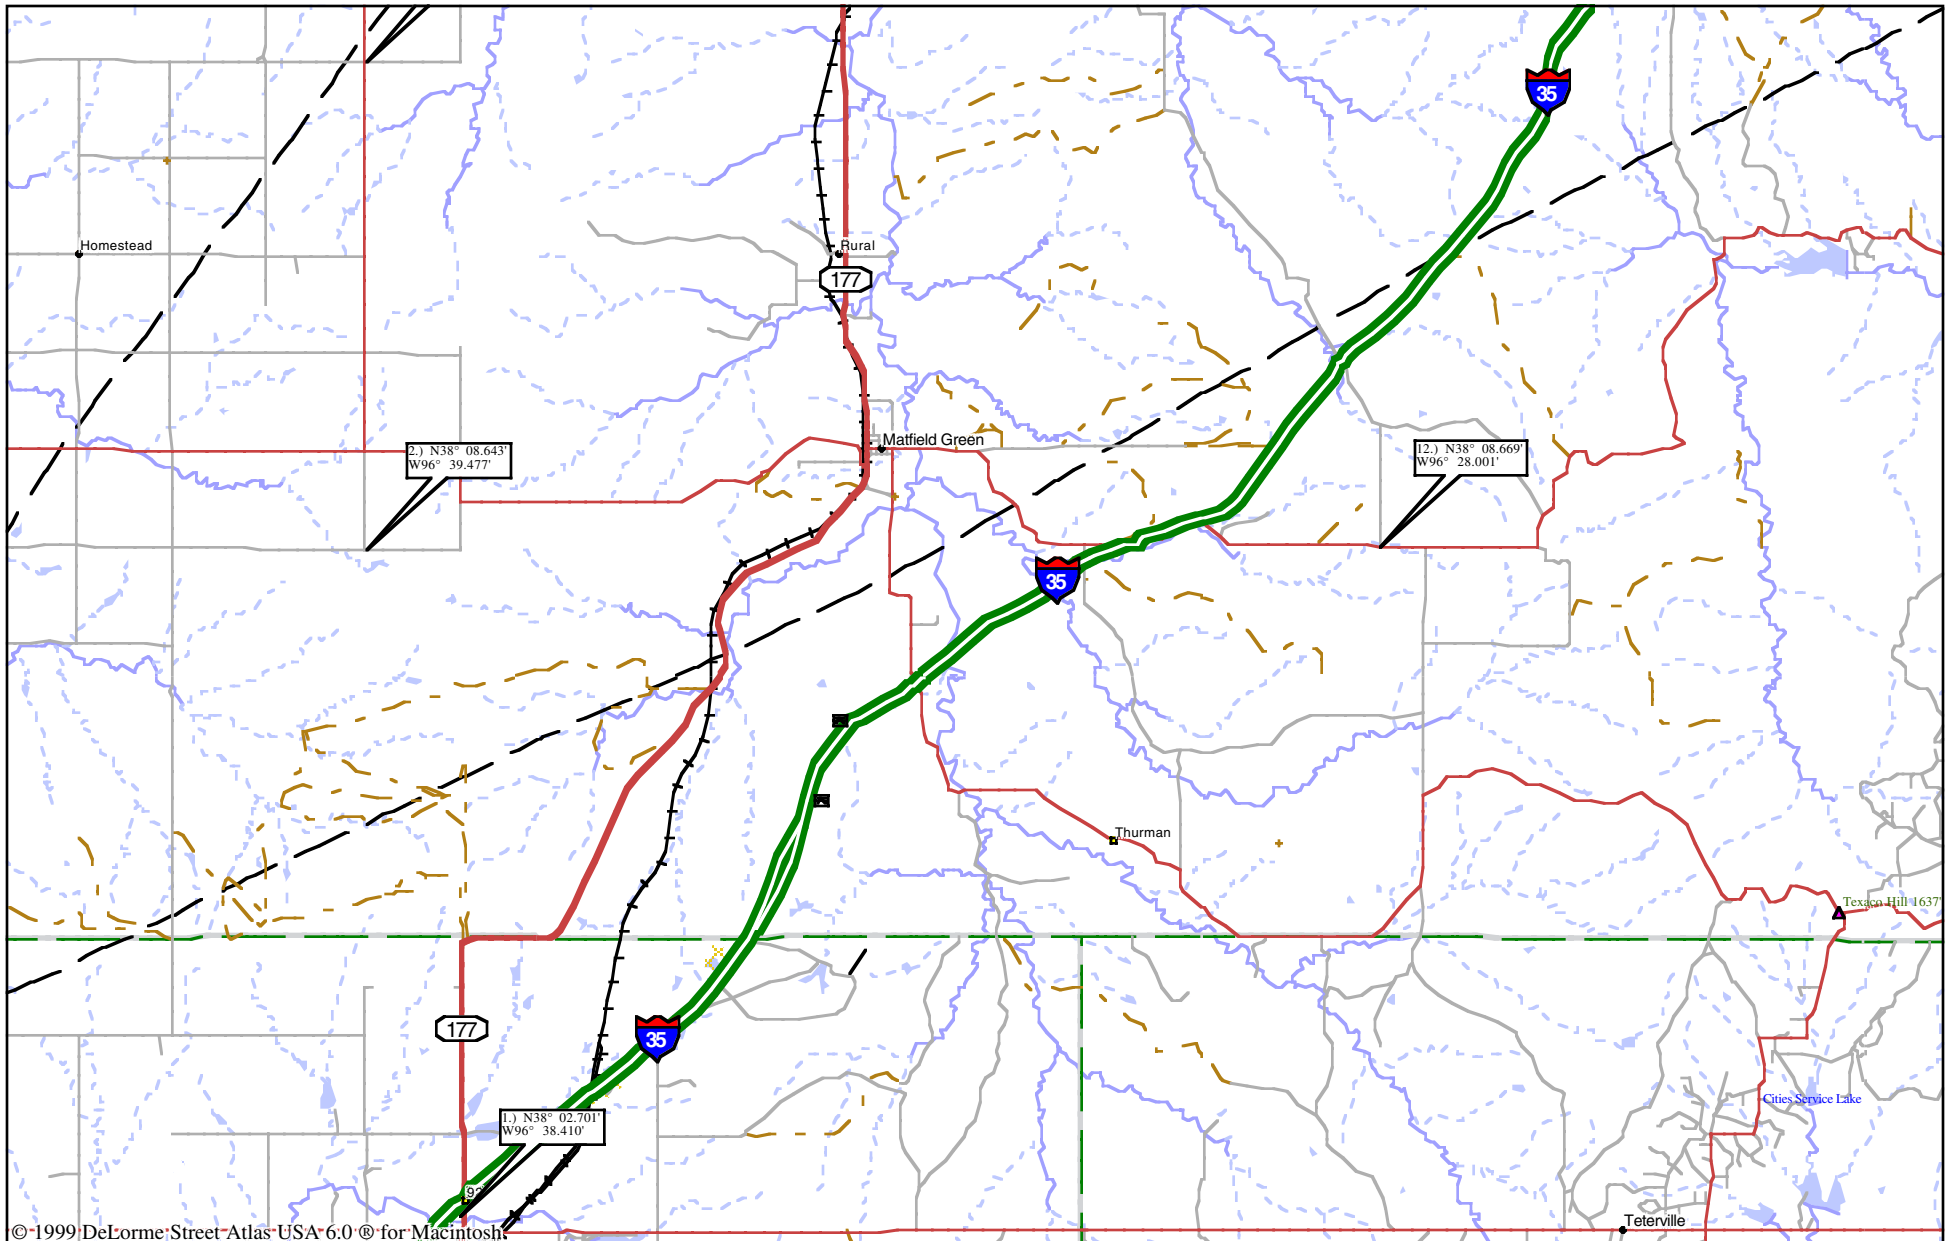 35
Homestead
Rural
177
Matfield Green
2.) N38° 08.643'
W96° 39.477'
12.) N38° 08.669'
W96° 28.001'
35
Thurman
Texaco Hill 1637'
177
35
Cities Service Lake
1.) N38° 02.701'
W96° 38.410'
92
Teterville
© 1999 DeLorme Street Atlas USA 6.0 ® for Macintosh